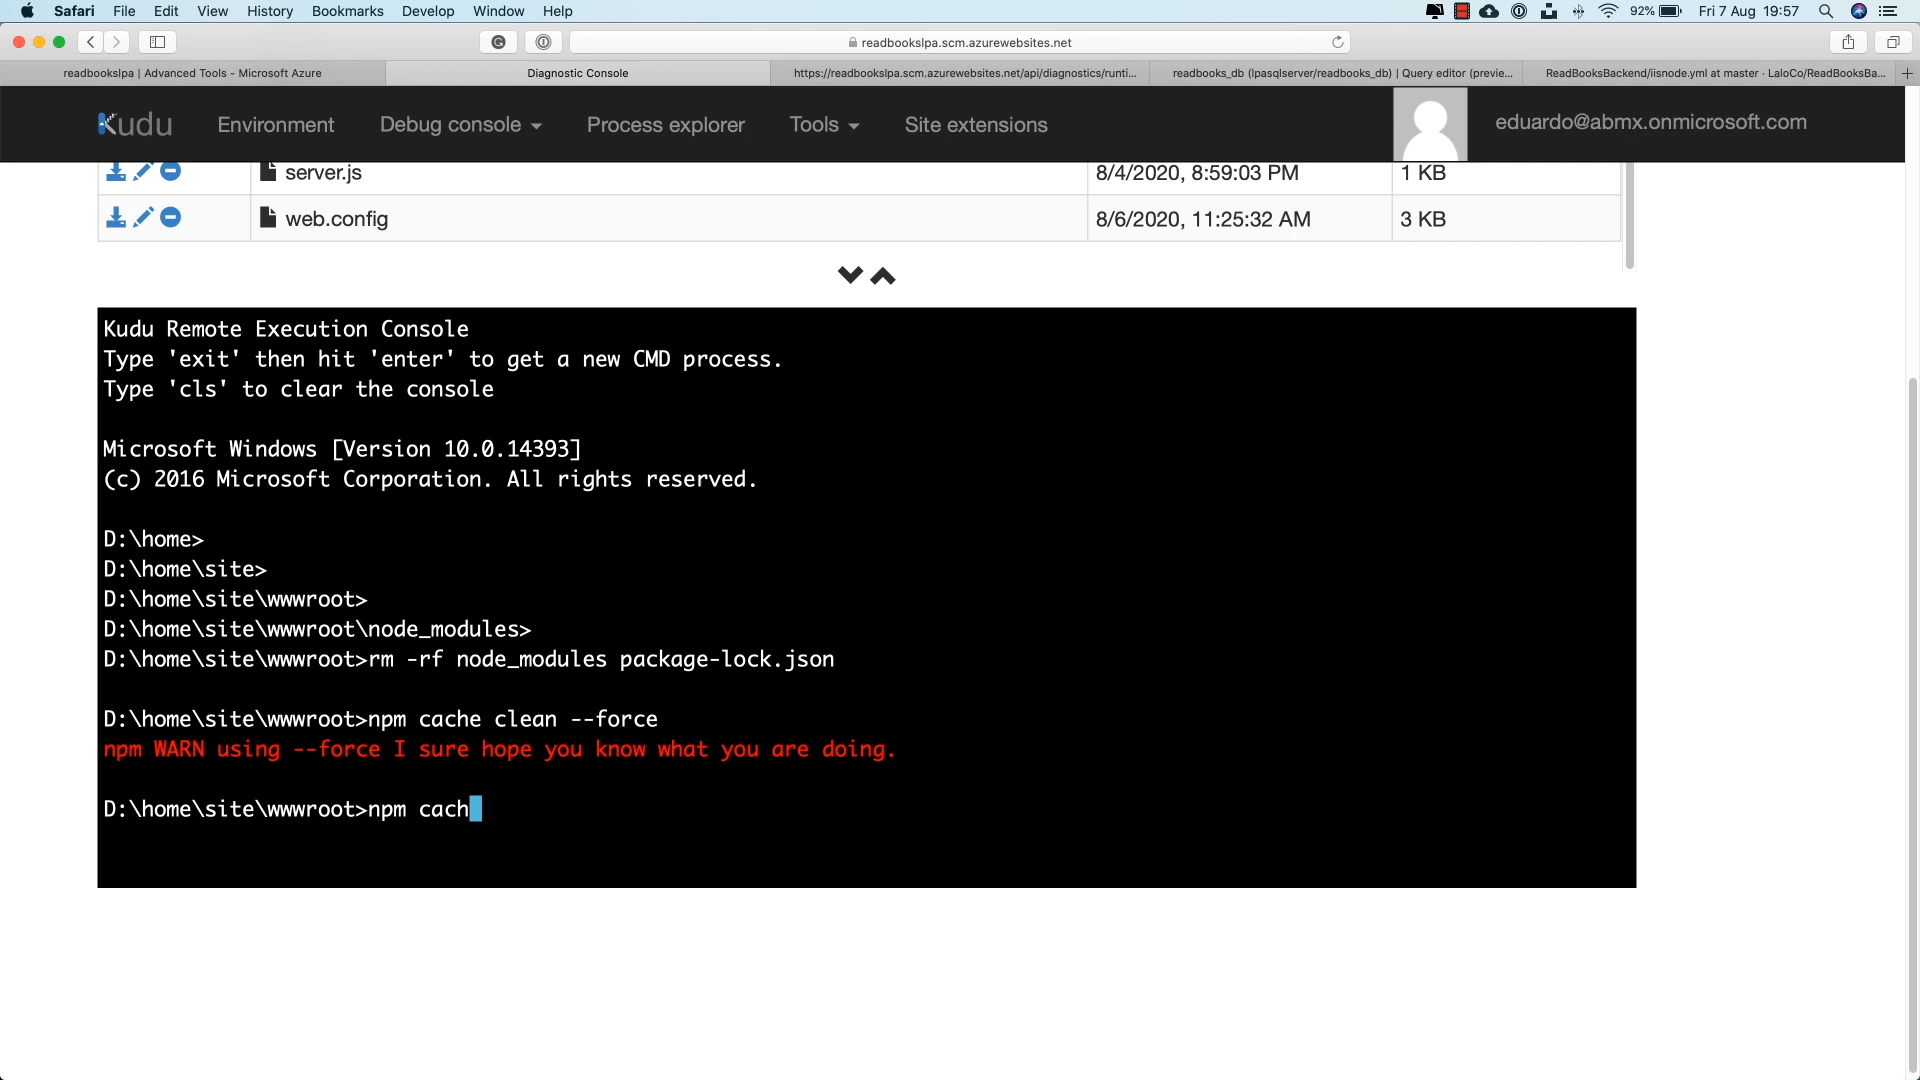 Safari File Edit View History Bookmarks Develop Window Help 92% Fri 7 Aug 19:57
readbookslpa.scm.azurewebsites.net
readbookslpa | Advanced Tools - Microsoft Azure
Diagnostic Console
https://readbookslpa.scm.azurewebsites.net/api/diagnostics/runti...
readbooks_db (lpasqlserver/readbooks_db) | Query editor (previe...
ReadBooksBackend/iisnode.yml at master · LaloCo/ReadBooksBa...
Kudu Environment Debug console Process explorer Tools Site extensions eduardo@abmx.onmicrosoft.com
server.js 8/4/2020, 8:59:03 PM 1 KB
web.config 8/6/2020, 11:25:32 AM 3 KB
Kudu Remote Execution Console
Type 'exit' then hit 'enter' to get a new CMD process.
Type 'cls' to clear the console
Microsoft Windows [Version 10.0.14393]
(c) 2016 Microsoft Corporation. All rights reserved.
D:\home>
D:\home\site>
D:\home\site\wwwroot>
D:\home\site\wwwroot\node_modules>
D:\home\site\wwwroot>rm -rf node_modules package-lock.json
D:\home\site\wwwroot>npm cache clean --force
npm WARN using --force I sure hope you know what you are doing.
D:\home\site\wwwroot>npm cach